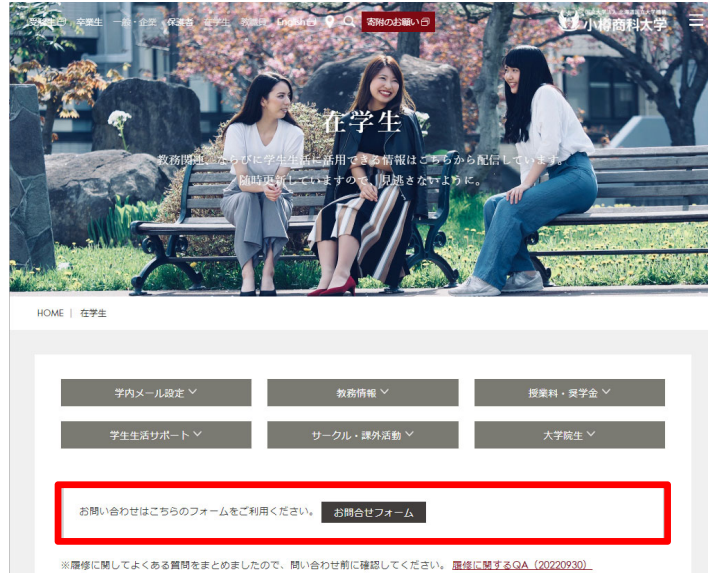 受験生 卒業生 一般・企業 保護者 在学生 教職員 English 寄附のお願い
小樽商科大学
在学生
教務関連、ならびに学生生活に活用できる情報はこちらから配信しています。
随時更新していますので、見逃さないように。
HOME | 在学生
学内メール設定 教務情報 授業料・奨学金
学生生活サポート サークル・課外活動 大学院生
お問い合わせはこちらのフォームをご利用ください。 お問合せフォーム
※履修に関してよくある質問をまとめましたので、問い合わせ前に確認してください。 履修に関するQA（20220930）